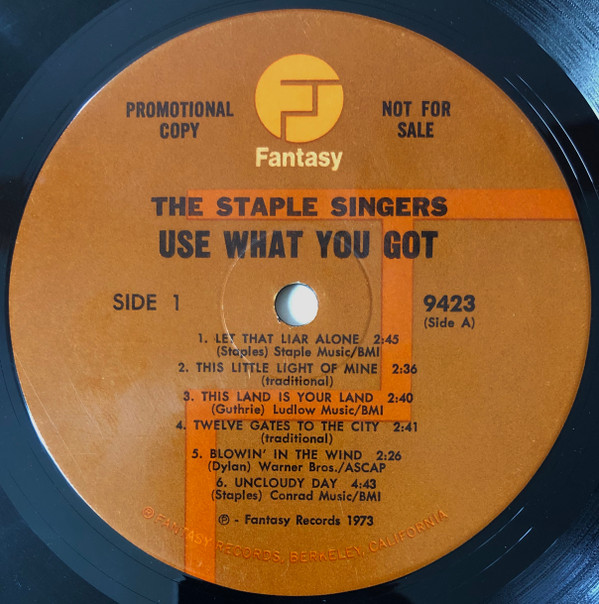 PROMOTIONAL
COPY
NOT FOR
SALE
Fantasy
THE STAPLE SINGERS
USE WHAT YOU GOT
SIDE 1
9423
(Side A)
1. LET THAT LIAR ALONE 2:45
(Staples) Staple Music/BMI
2. THIS LITTLE LIGHT OF MINE 2:36
(traditional)
3. THIS LAND IS YOUR LAND 2:40
(Guthrie) Ludlow Music/BMI
4. TWELVE GATES TO THE CITY 2:41
(traditional)
5. BLOWIN' IN THE WIND 2:26
(Dylan) Warner Bros./ASCAP
6. UNCLOUDY DAY 4:43
(Staples) Conrad Music/BMI
℗ - Fantasy Records 1973
℗ FANTASY RECORDS, BERKELEY, CALIFORNIA